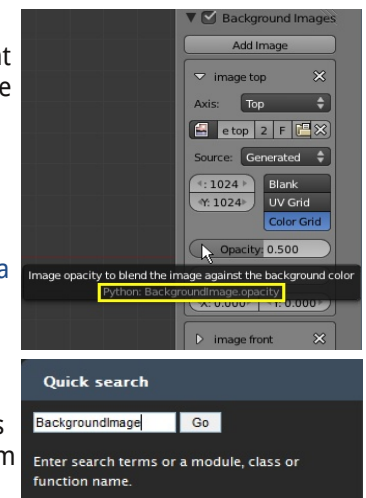 Background Images
Add Image
image top
Axis: Top
e top 2 F
Source: Generated
: 1024 Blank
Y: 1024 UV Grid
Color Grid
Opacity: 0.500
Image opacity to blend the image against the background color
Python: BackgroundImage.opacity
X: 0.000 Y: 0.000
image front
Quick search
BackgroundImage Go
Enter search terms or a module, class or
function name.